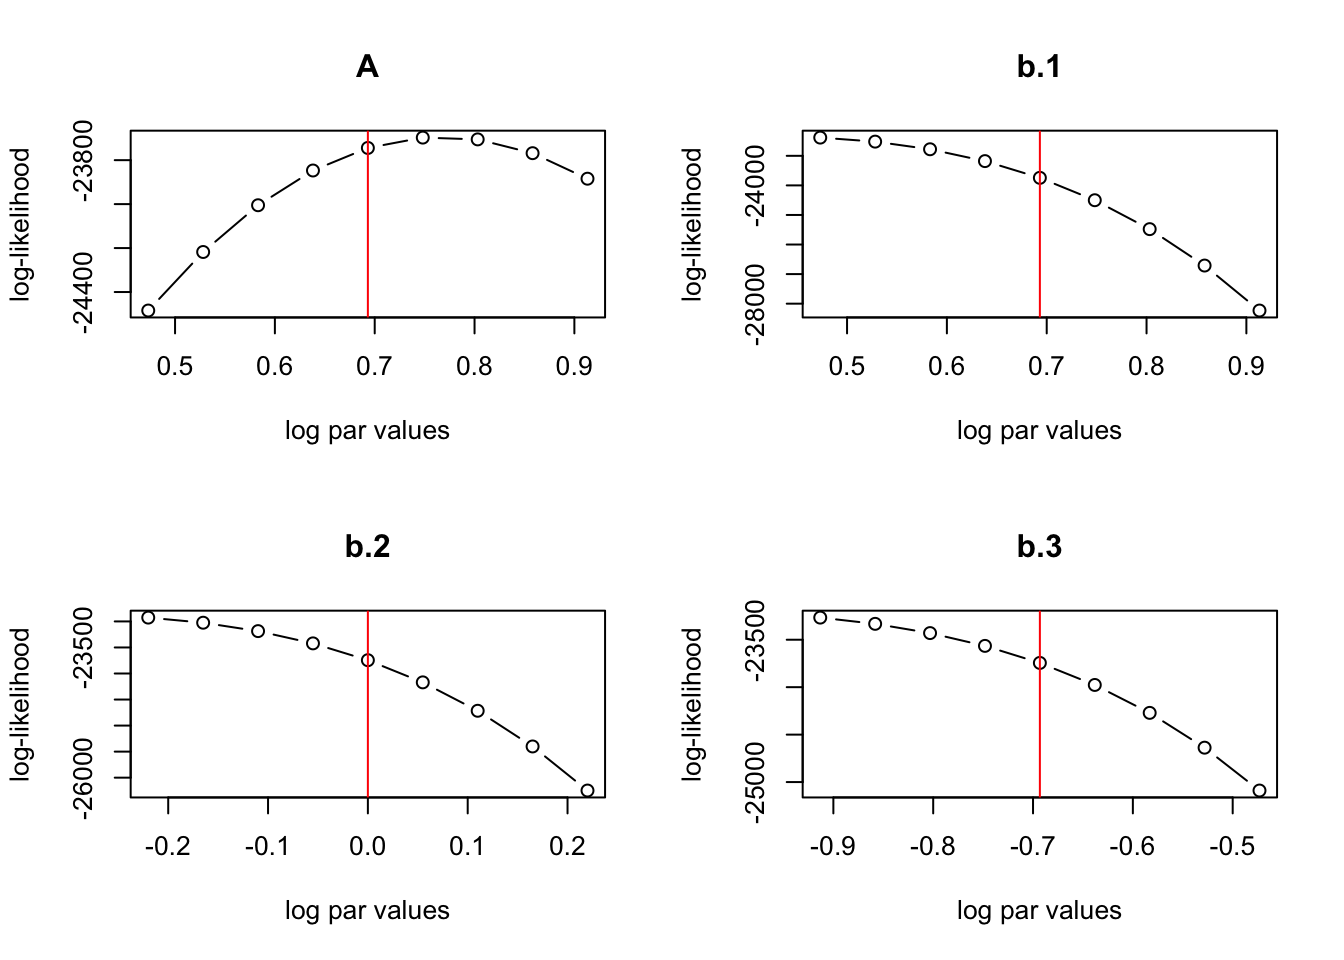 A
log-likelihood
-23800
-24400
0.5 0.6 0.7 0.8 0.9
log par values
b.1
log-likelihood
-24000
-28000
0.5 0.6 0.7 0.8 0.9
log par values
b.2
log-likelihood
-23500
-26000
-0.2 -0.1 0.0 0.1 0.2
log par values
b.3
log-likelihood
-23500
-25000
-0.9 -0.8 -0.7 -0.6 -0.5
log par values